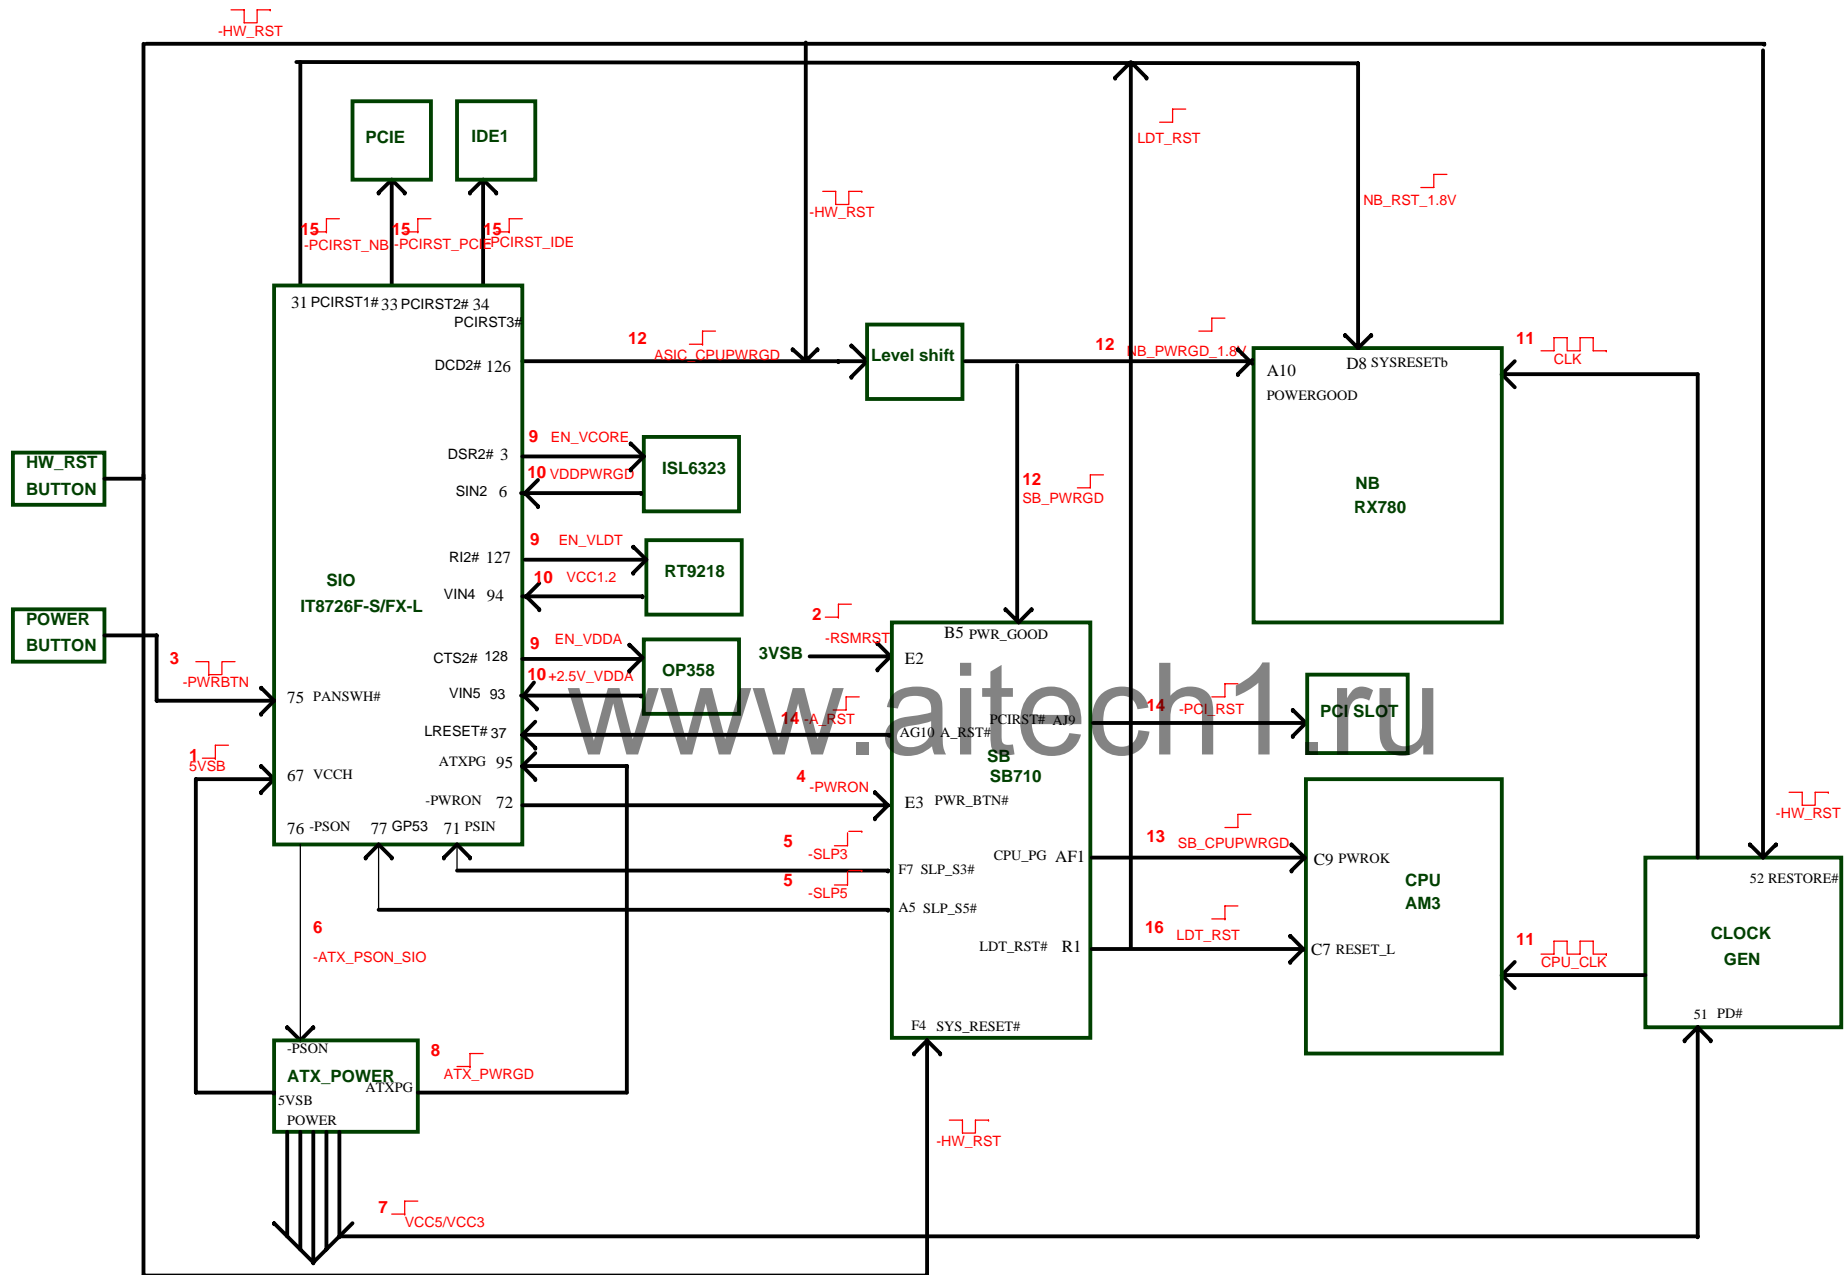 -HW_RST
LDT_RST
PCIE
IDE1
-HW_RST
NB_RST_1.8V
15
-PCIRST_NB
15
-PCIRST_PCIE
15
PCIRST_IDE
31 PCIRST1# 33 PCIRST2# 34
PCIRST3#
DCD2# 126
12
ASIC_CPUPWRGD
Level shift
12
NB_PWRGD_1.8V
A10
POWERGOOD
D8 SYSRESETb
11
CLK
NB
RX780
DSR2# 3
9 EN_VCORE
SIN2 6
10 VDDPWRGD
ISL6323
12
SB_PWRGD
HW_RST
BUTTON
RI2# 127
9 EN_VLDT
VIN4 94
10 VCC1.2
RT9218
SIO
IT8726F-S/FX-L
POWER
BUTTON
3
-PWRBTN
75 PANSWH#
CTS2# 128
9 EN_VDDA
VIN5 93
10 +2.5V_VDDA
OP358
2
-RSMRST
3VSB
E2
B5 PWR_GOOD
www.aitech1.ru
LRESET# 37
14 -A_RST
AG10 A_RST#
PCIRST# AJ9
14
-PCI_RST
PCI SLOT
SB
SB710
1
5VSB
67 VCCH
ATXPG 95
-PWRON 72
4
-PWRON
E3 PWR_BTN#
76 -PSON
77 GP53
71 PSIN
5
-SLP3
F7 SLP_S3#
5
-SLP5
A5 SLP_S5#
CPU_PG AF1
13
SB_CPUPWRGD
C9 PWROK
CPU
AM3
LDT_RST# R1
16
LDT_RST
C7 RESET_L
-HW_RST
52 RESTORE#
CLOCK
GEN
11
CPU_CLK
51 PD#
F4 SYS_RESET#
6
-ATX_PSON_SIO
-PSON
ATX_POWER
ATXPG
5VSB
POWER
8
ATX_PWRGD
-HW_RST
7
VCC5/VCC3